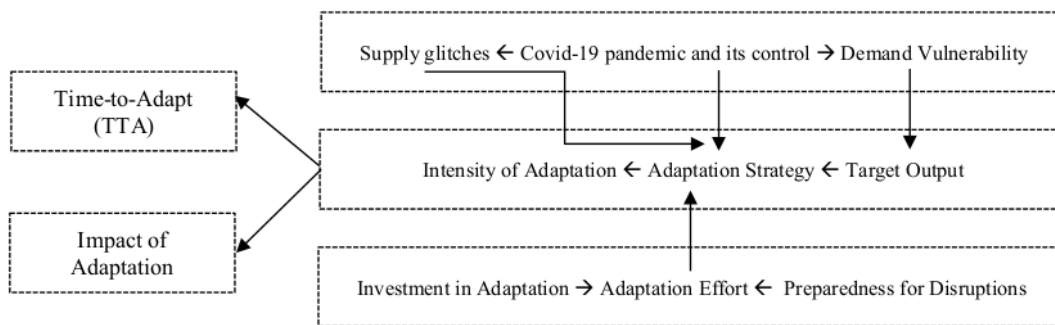 Supply glitches ← Covid-19 pandemic and its control → Demand Vulnerability
Time-to-Adapt
(TTA)
Intensity of Adaptation ← Adaptation Strategy ← Target Output
Impact of
Adaptation
Investment in Adaptation → Adaptation Effort ← Preparedness for Disruptions